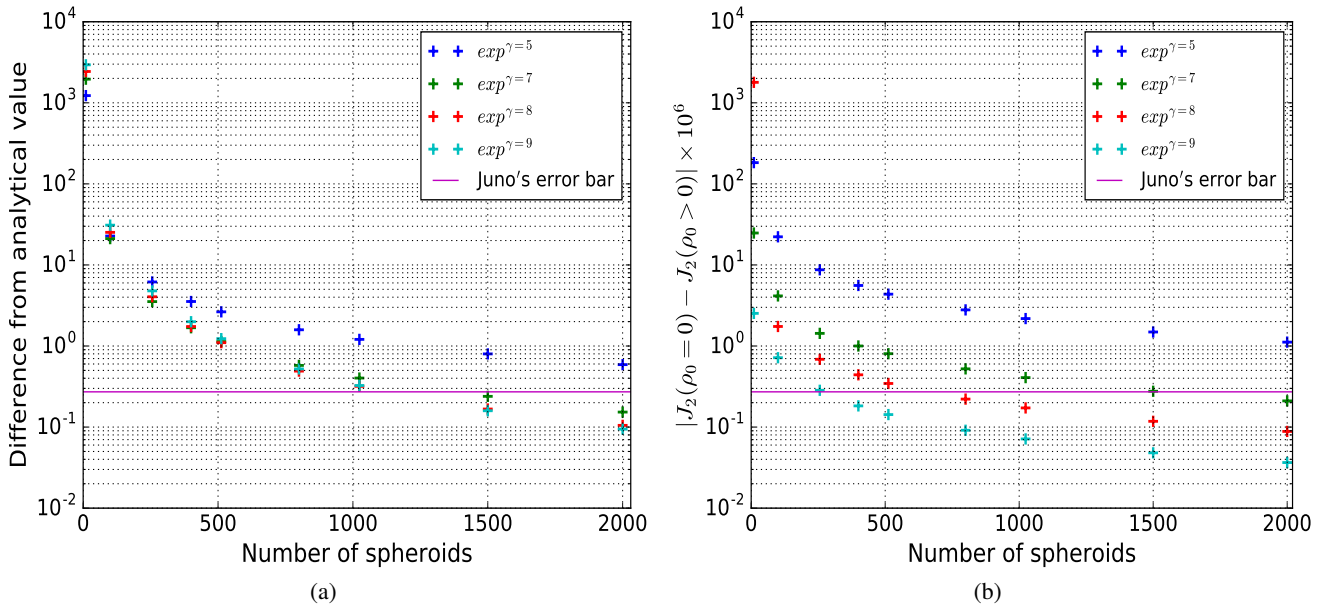 Difference from analytical value
10^4
10^3
10^2
10^1
10^0
10^-1
10^-2
exp^γ=5
exp^γ=7
exp^γ=8
exp^γ=9
Juno's error bar
0 500 1000 1500 2000
Number of spheroids
(a)
|J_2(ρ_0 = 0) − J_2(ρ_0 > 0)| × 10^6
10^4
10^3
10^2
10^1
10^0
10^-1
10^-2
exp^γ=5
exp^γ=7
exp^γ=8
exp^γ=9
Juno's error bar
0 500 1000 1500 2000
Number of spheroids
(b)